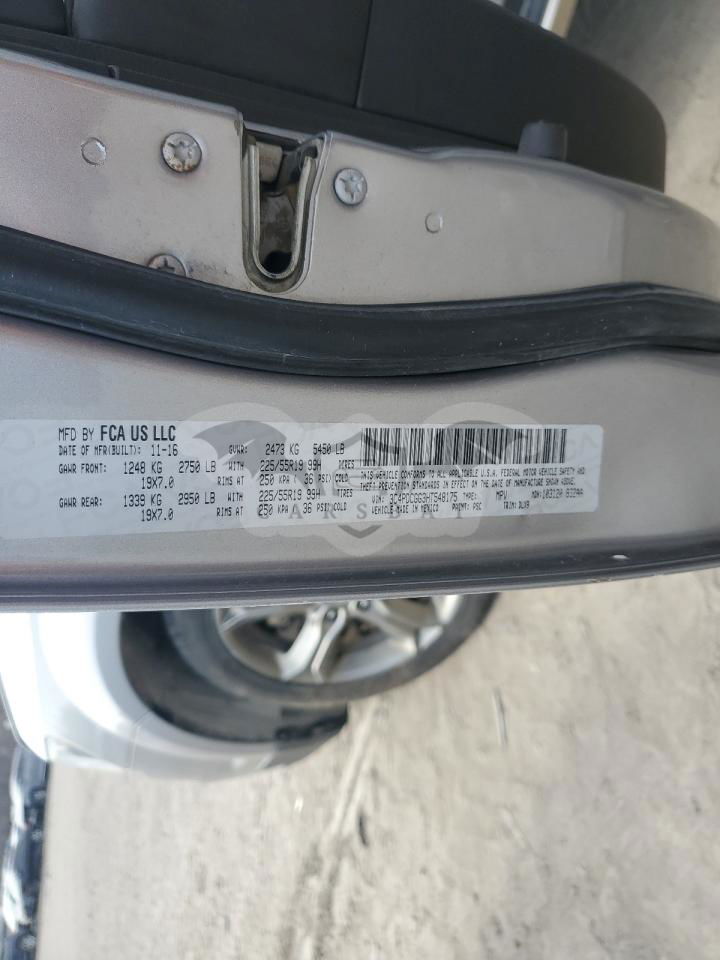 MFD BY FCA US LLC
DATE OF MFR(BUILT): 11-16 GVWR: 2473 KG 5450 LB
GAWR FRONT: 1248 KG 2750 LB WITH 225/55R19 99H TIRES
19X7.0 RIMS AT 250 KPA ( 36 PSI) COLD
GAWR REAR: 1339 KG 2950 LB WITH 225/55R19 99H TIRES
19X7.0 RIMS AT 250 KPA ( 36 PSI) COLD
THIS VEHICLE CONFORMS TO ALL APPLICABLE U.S.A. FEDERAL MOTOR VEHICLE SAFETY AND
THEFT PREVENTION STANDARDS IN EFFECT ON THE DATE OF MANUFACTURE SHOWN ABOVE.
VIN: 3C4PDCGG3HT548175 TYPE: MPV MDH: 103120 832AA
VEHICLE MADE IN MEXICO PAINT: PSC TRIM: DLX9
CARSBAT